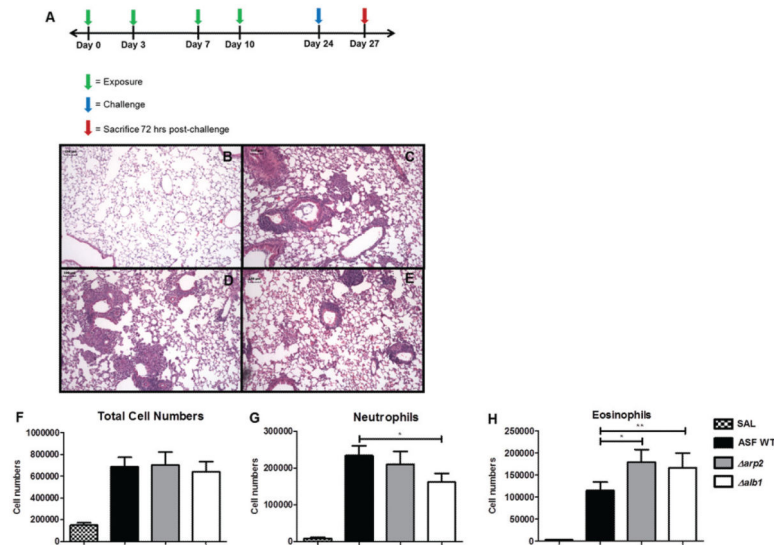 A
Day 0 Day 3 Day 7 Day 10 Day 24 Day 27
= Exposure
= Challenge
= Sacrifice 72 hrs post-challenge
B
C
D
E
F Total Cell Numbers
Cell numbers
1000000
800000
600000
400000
200000
0
G Neutrophils
Cell numbers
300000
200000
100000
0
*
H Eosinophils
Cell numbers
250000
200000
150000
100000
50000
0
**
*
SAL
ASF WT
Δarp2
Δalb1